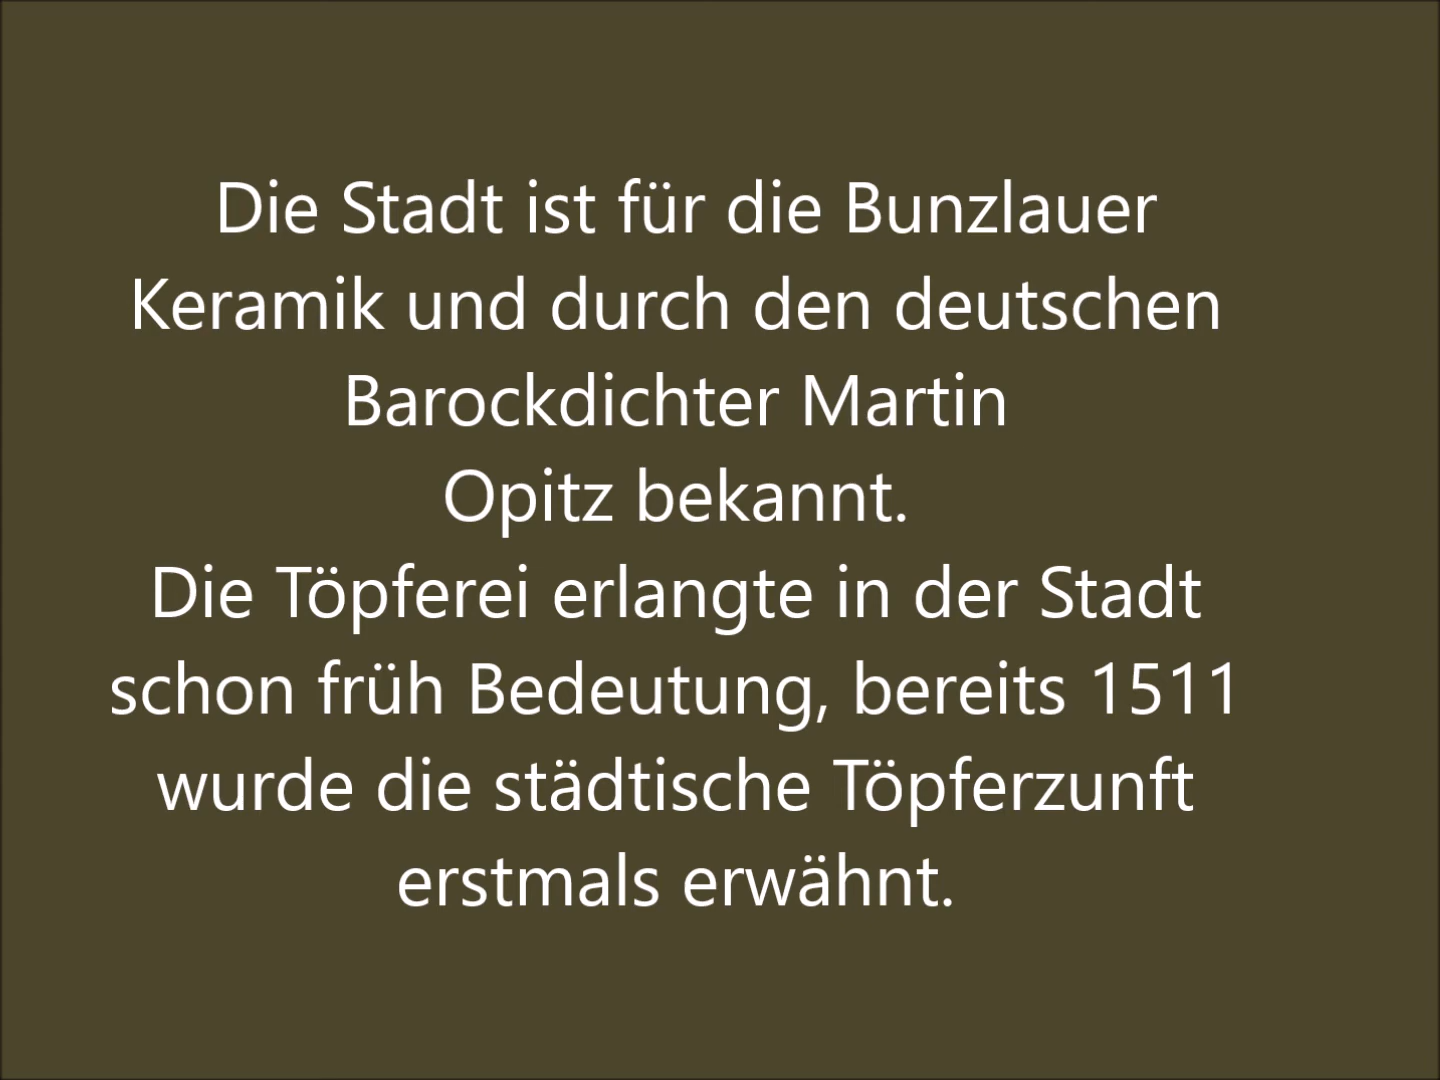 Die Stadt ist für die Bunzlauer
Keramik und durch den deutschen
Barockdichter Martin
Opitz bekannt.
Die Töpferei erlangte in der Stadt
schon früh Bedeutung, bereits 1511
wurde die städtische Töpferzunft
erstmals erwähnt.